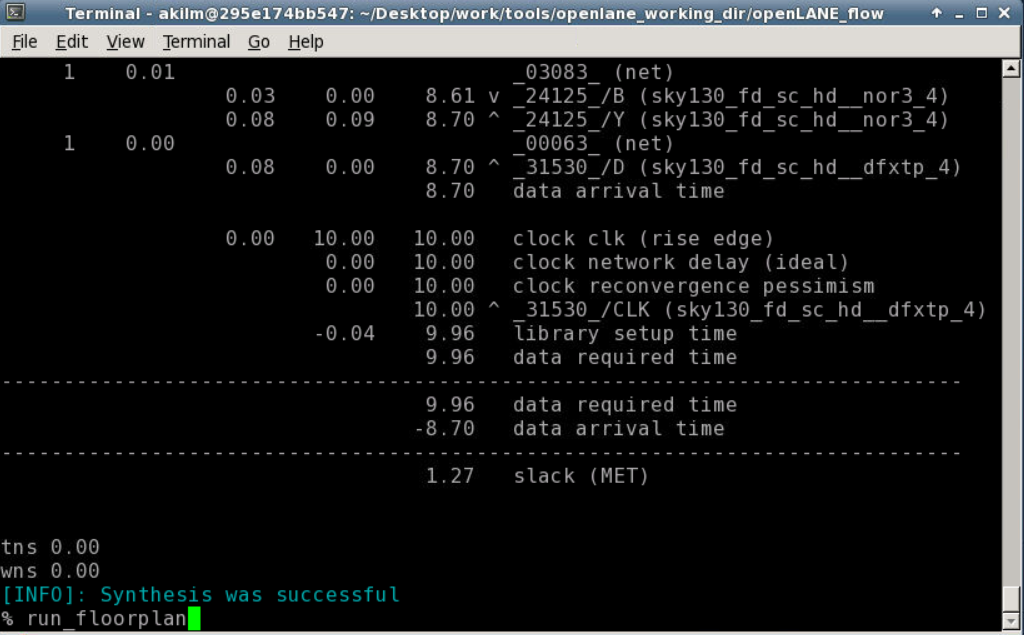 Terminal - akilm@295e174bb547: ~/Desktop/work/tools/openlane_working_dir/openLANE_flow
File Edit View Terminal Go Help
1 0.01 _03083_ (net)
0.03 0.00 8.61 v _24125_/B (sky130_fd_sc_hd__nor3_4)
0.08 0.09 8.70 ^ _24125_/Y (sky130_fd_sc_hd__nor3_4)
1 0.00 _00063_ (net)
0.08 0.00 8.70 ^ _31530_/D (sky130_fd_sc_hd__dfxtp_4)
8.70 data arrival time
0.00 10.00 10.00 clock clk (rise edge)
0.00 10.00 clock network delay (ideal)
0.00 10.00 clock reconvergence pessimism
10.00 ^ _31530_/CLK (sky130_fd_sc_hd__dfxtp_4)
-0.04 9.96 library setup time
9.96 data required time
-----------------------------------------------------------------------------
9.96 data required time
-8.70 data arrival time
-----------------------------------------------------------------------------
1.27 slack (MET)
tns 0.00
wns 0.00
[INFO]: Synthesis was successful
% run_floorplan